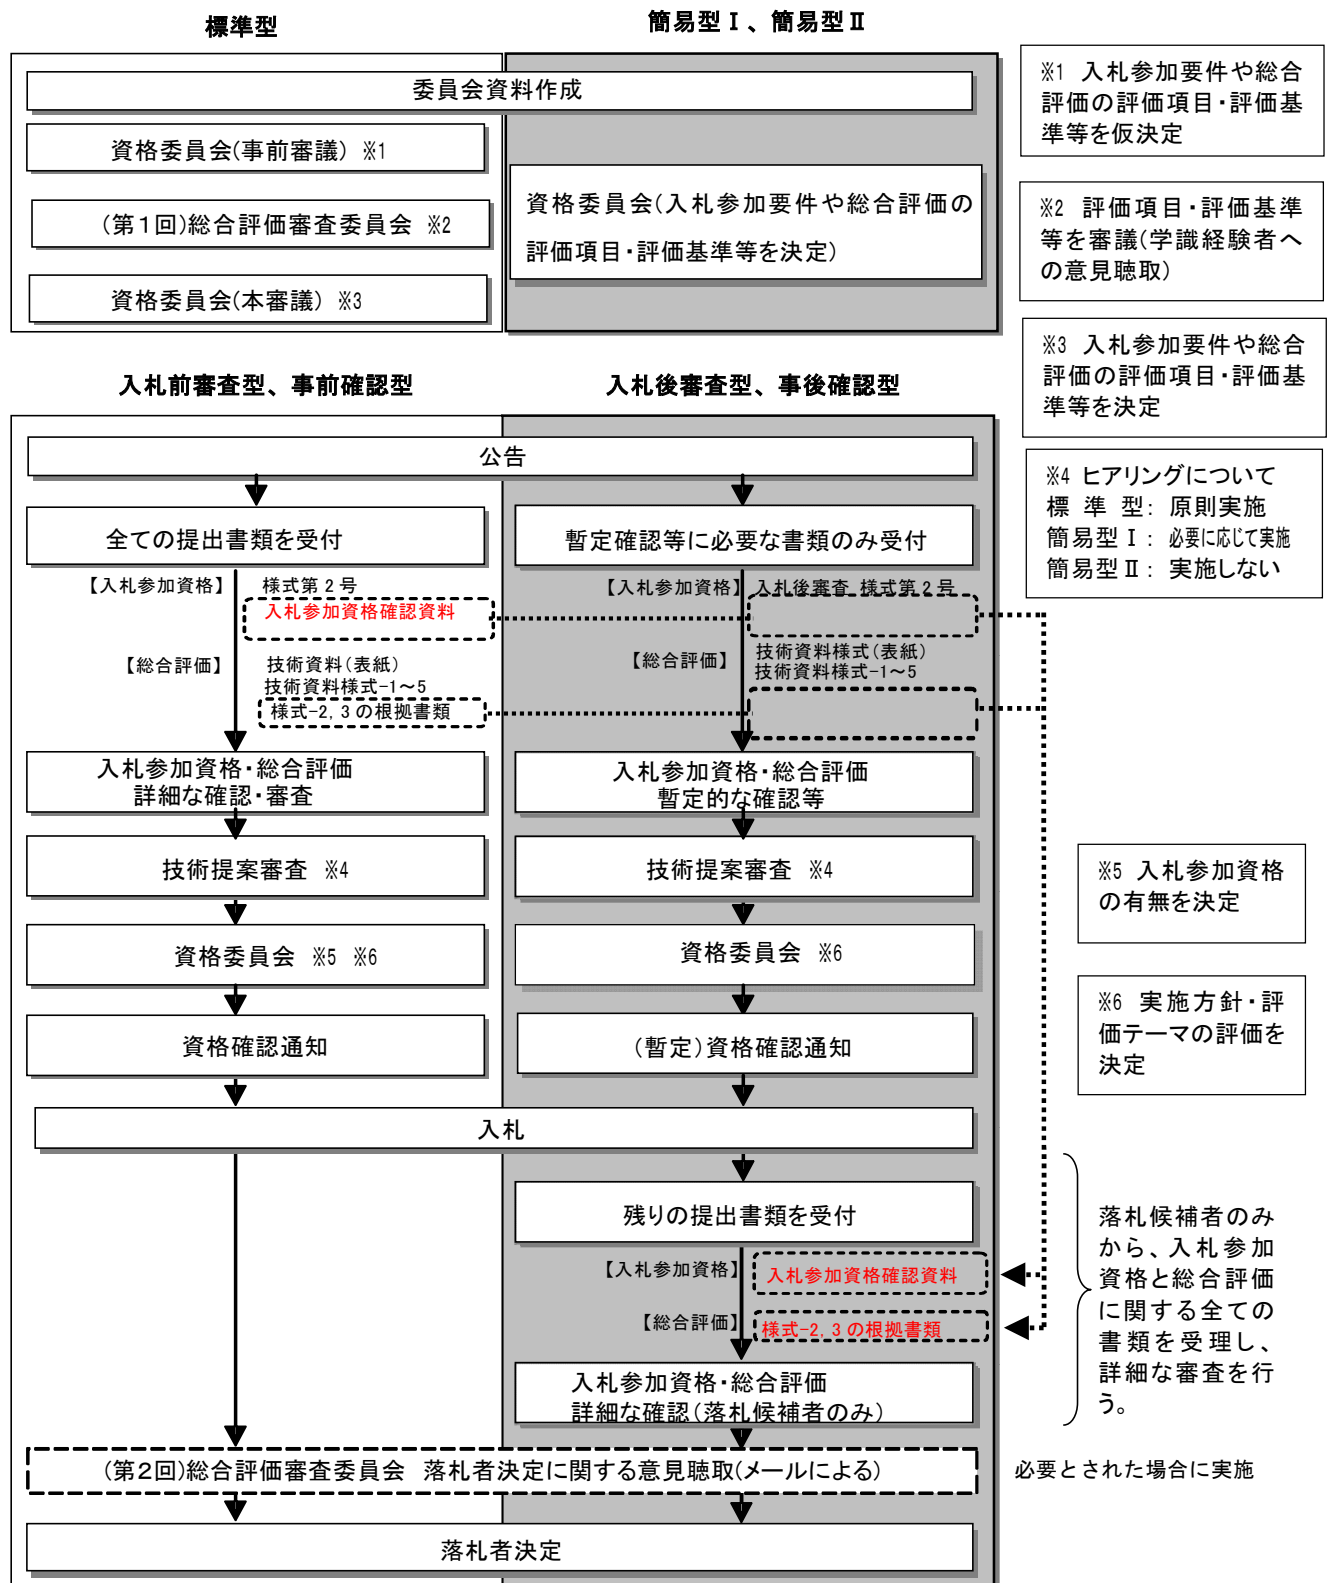 標準型
簡易型Ⅰ、簡易型Ⅱ
委員会資料作成
資格委員会(事前審議) ※1
(第1回)総合評価審査委員会 ※2
資格委員会(本審議) ※3
資格委員会(入札参加要件や総合評価の
評価項目・評価基準等を決定)
※1 入札参加要件や総合
評価の評価項目・評価基
準等を仮決定
※2 評価項目・評価基準
等を審議(学識経験者へ
の意見聴取)
※3 入札参加要件や総合
評価の評価項目・評価基
準等を決定
※4 ヒアリングについて
標 準 型： 原則実施
簡易型Ⅰ： 必要に応じて実施
簡易型Ⅱ： 実施しない
入札前審査型、事前確認型
入札後審査型、事後確認型
公告
全ての提出書類を受付
【入札参加資格】 様式第2号
入札参加資格確認資料
【総合評価】 技術資料(表紙)
技術資料様式-1～5
様式-2,3の根拠書類
入札参加資格・総合評価
詳細な確認・審査
技術提案審査 ※4
資格委員会 ※5 ※6
資格確認通知
暫定確認等に必要な書類のみ受付
【入札参加資格】 入札後審査 様式第2号
【総合評価】 技術資料様式(表紙)
技術資料様式-1～5
入札参加資格・総合評価
暫定的な確認等
技術提案審査 ※4
資格委員会 ※6
(暫定)資格確認通知
※5 入札参加資格
の有無を決定
※6 実施方針・評
価テーマの評価を
決定
入札
残りの提出書類を受付
【入札参加資格】 入札参加資格確認資料
【総合評価】 様式-2,3の根拠書類
入札参加資格・総合評価
詳細な確認(落札候補者のみ)
落札候補者のみ
から、入札参加
資格と総合評価
に関する全ての
書類を受理し、
詳細な審査を行
う。
(第2回)総合評価審査委員会 落札者決定に関する意見聴取(メールによる)
必要とされた場合に実施
落札者決定